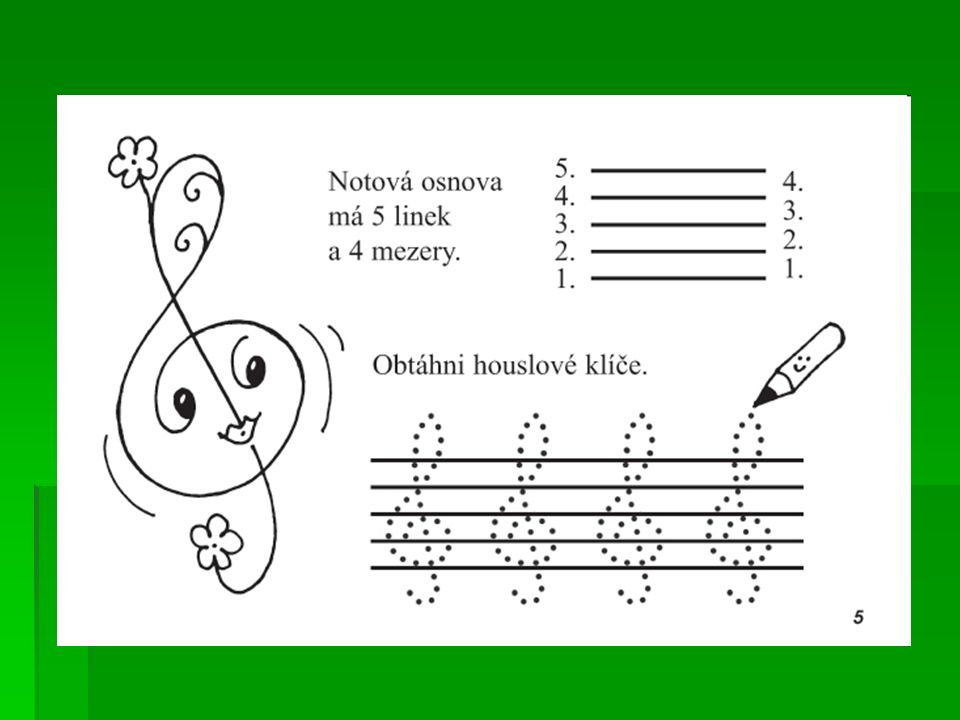 Notová osnova
má 5 linek
a 4 mezery.
5.
4.
3.
2.
1.
4.
3.
2.
1.
Obtáhni houslové klíče.
5